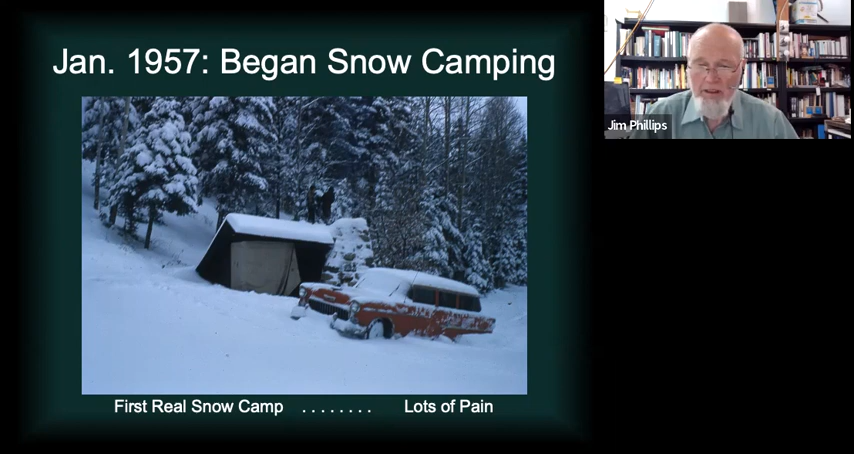 Jan. 1957: Began Snow Camping
Jim Phillips
First Real Snow Camp . . . . . . . . Lots of Pain